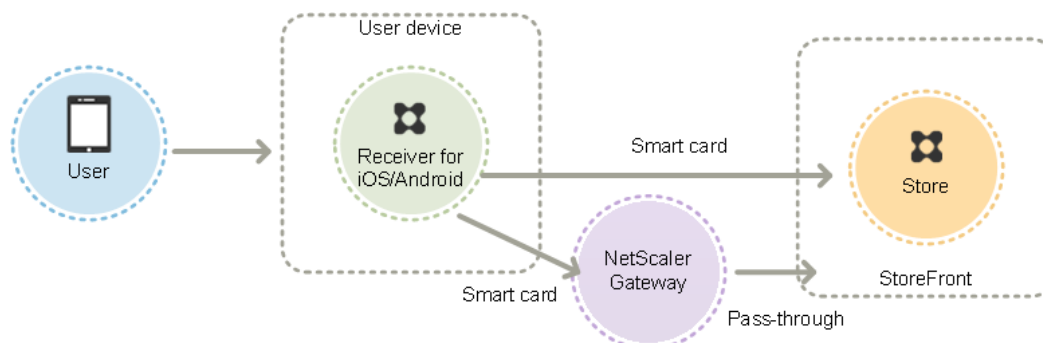 User device
User
Receiver for
iOS/Android
Smart card
Store
NetScaler
Gateway
Smart card
StoreFront
Pass-through